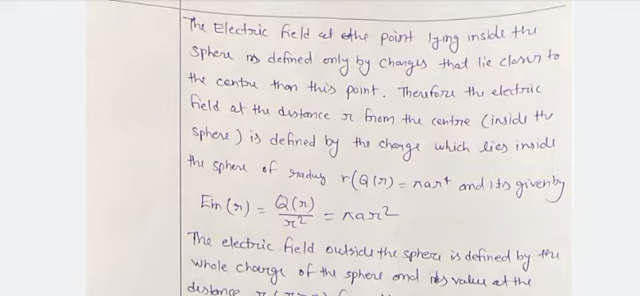 The Electric field at the point lying inside the
sphere is defined only by charges that lie closer to
the centre than this point. Therefore the electric
field at the distance r from the centre (inside the
sphere) is defined by the charge which lies inside
the sphere of radius r(Q(r) = πar⁴ and its given by
Ein(r) = Q(r)/r² = πar²
The electric field outside the sphere is defined by the
whole charge of the sphere and its value at the
distance